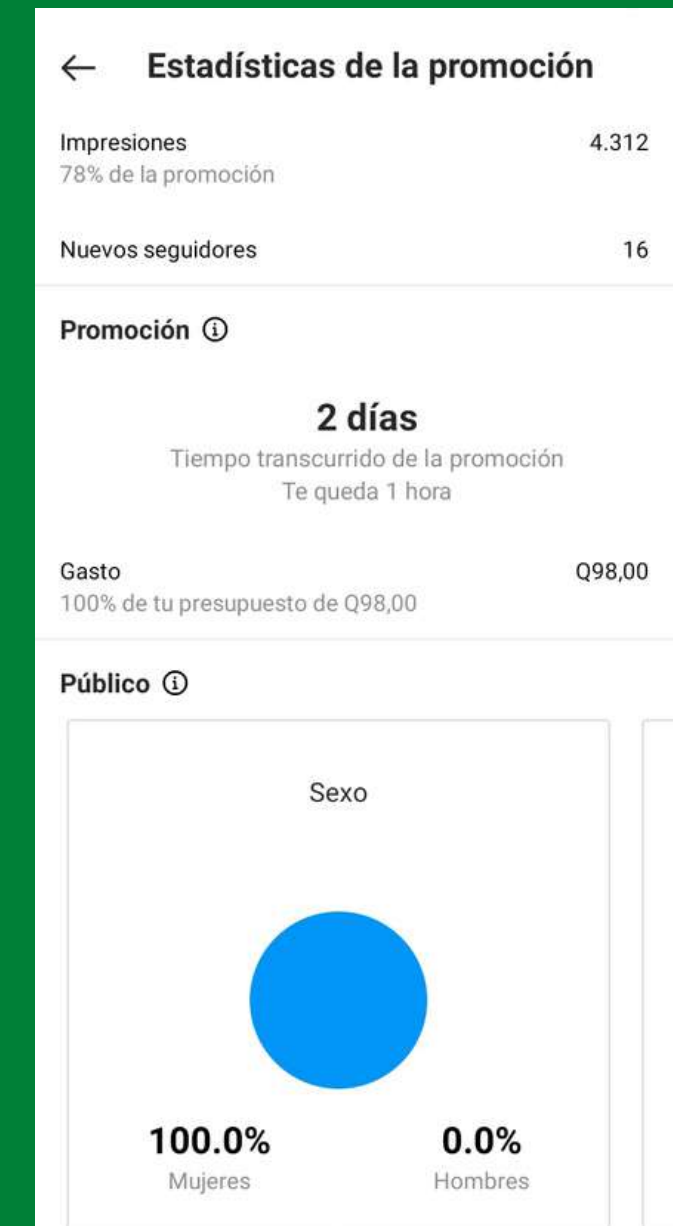 Estadísticas de la promoción
Impresiones 4.312
78% de la promoción
Nuevos seguidores 16
Promoción
2 días
Tiempo transcurrido de la promoción
Te queda 1 hora
Gasto Q98,00
100% de tu presupuesto de Q98,00
Público
Sexo
100.0% 0.0%
Mujeres Hombres